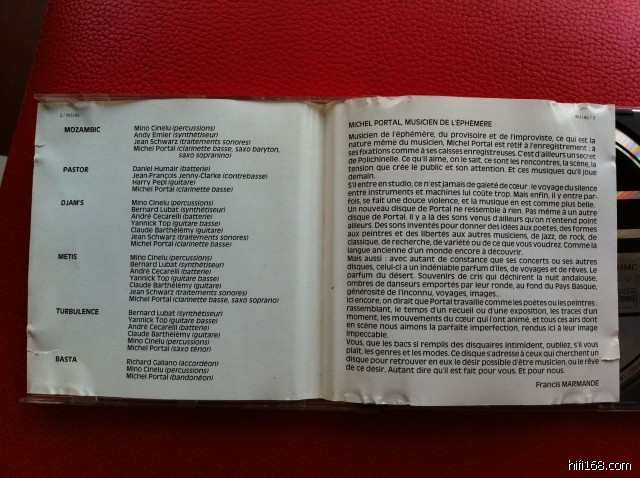 MOZAMBIC
Mino Cinelu (percussions)
Andy Emler (synthétiseur)
Jean Schwarz (traitements sonores)
Michel Portal (clarinette basse, saxo baryton,
saxo sopranino)
PASTOR
Daniel Humair (batterie)
Jean-François Jenny-Clarke (contrebasse)
Harry Pepl (guitare)
Michel Portal (clarinette basse)
DJAM'S
Mino Cinelu (percussions)
Bernard Lubat (synthétiseur)
André Cecarelli (batterie)
Yannick Top (guitare basse)
Claude Barthélémy (guitare)
Jean Schwarz (traitements sonores)
Michel Portal (clarinette basse)
METIS
Mino Cinelu (percussions)
Bernard Lubat (synthétiseur)
André Cecarelli (batterie)
Yannick Top (guitare basse)
Claude Barthélémy (guitare)
Jean Schwarz (traitements sonores)
Michel Portal (clarinette basse, saxo soprano)
TURBULENCE
Bernard Lubat (synthétiseur)
Yannick Top (guitare basse)
André Cecarelli (batterie)
Claude Barthélémy (guitare)
Mino Cinelu (percussions)
Michel Portal (saxo ténor)
BASTA
Richard Galiano (accordéon)
Mino Cinelu (percussions)
Michel Portal (bandonéon)
MICHEL PORTAL, MUSICIEN DE L'ÉPHÉMÈRE
Musicien de l'éphémère, du provisoire et de l'improviste, ce qui est la
nature même du musicien, Michel Portal est rétif à l'enregistrement : à
ses fixations comme à ses caisses enregistreuses. C'est d'ailleurs un secret
de Polichinelle. Ce qu'il aime, on le sait, ce sont les rencontres, la scène, la
tension que crée le public et son attention. Et ces musiques qu'il joue
demain.
S'il entre en studio, ce n'est jamais de gaieté de cœur : le voyage du silence
entre instruments et machines lui coûte trop. Mais enfin, il y entre par-
fois, se fait une douce violence, et la musique en est comme plus belle.
Un nouveau disque de Portal ne ressemble à rien. Pas même à un autre
disque de Portal. Il y a là des sons venus d'ailleurs qu'on n'entend point
ailleurs. Des sons inventés pour donner des idées aux poètes, des formes
aux peintres et des libertés aux autres musiciens, de jazz, de rock, de
classique, de recherche, de variété ou de ce que vous voudrez. Comme la
langue ancienne d'un monde encore à découvrir.
Mais aussi : avec autant de constance que ses concerts ou ses autres
disques, celui-ci a un indéniable parfum d'îles, de voyages et de rêves. Le
parfum du désert. Souvenirs de cris qui déchirent la nuit andalouse,
ombres de danseurs emportés par leur ronde, au fond du Pays Basque,
générosité de l'inconnu, voyages, images...
Ici encore, on dirait que Portal travaille comme les poètes ou les peintres :
rassemblant, le temps d'un recueil ou d'une exposition, les traces d'un
moment, les mouvements du cœur qui l'ont animé, et tous ces airs dont
en scène nous aimons la parfaite imperfection, rendus ici à leur image
impeccable.
Vous, que les bacs si remplis des disquaires intimident, oubliez, s'il vous
plaît, les genres et les modes. Ce disque s'adresse à ceux qui cherchent un
disque pour retrouver en eux le désir possible d'être musicien, ou le rêve
de ce désir. Autant dire qu'il est fait pour vous. Et pour nous.
Francis MARMANDE
hifi168.com